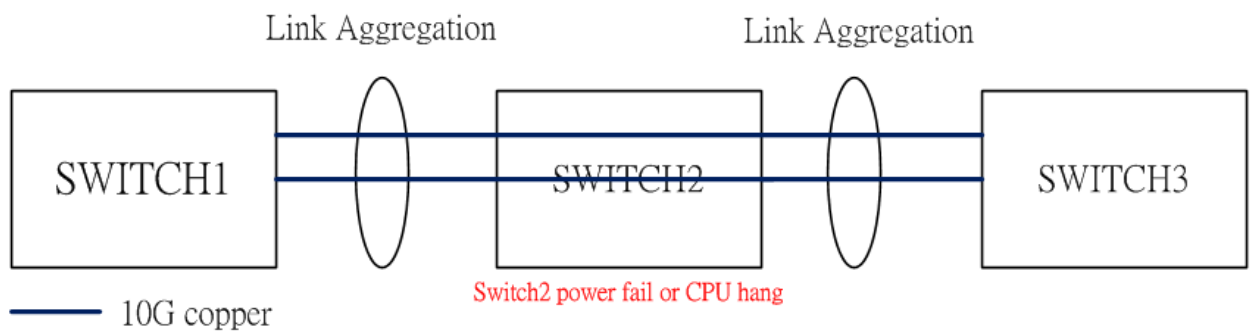 Link Aggregation
Link Aggregation
SWITCH1
SWITCH2
SWITCH3
Switch2 power fail or CPU hang
10G copper